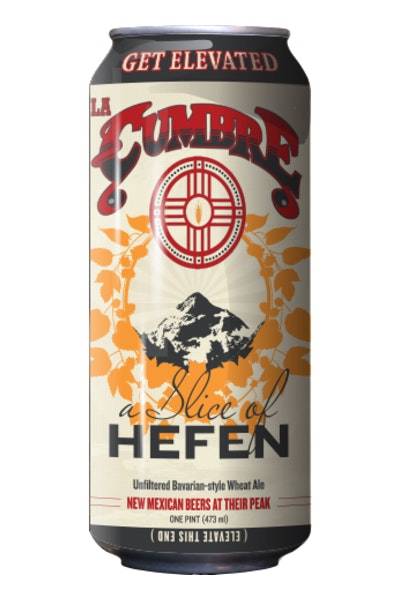 GET ELEVATED
LA
CUMBRE
a Slice of
HEFEN
Unfiltered Bavarian-style Wheat Ale
NEW MEXICAN BEERS AT THEIR PEAK
ONE PINT (473 ml)
( ELEVATE THIS END )